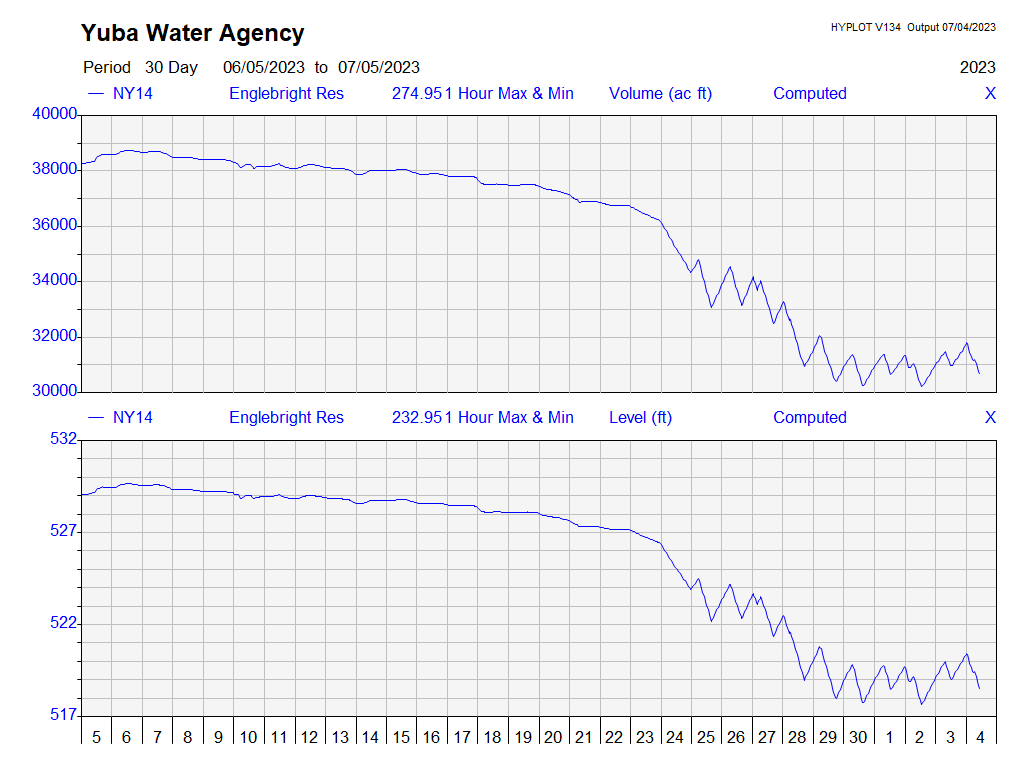 Yuba Water Agency
HYPLOT V134 Output 07/04/2023
Period 30 Day 06/05/2023 to 07/05/2023 2023
NY14 Englebright Res 274.951 Hour Max & Min Volume (ac ft) Computed X
40000
38000
36000
34000
32000
30000
NY14 Englebright Res 232.951 Hour Max & Min Level (ft) Computed X
532
527
522
517
5 6 7 8 9 10 11 12 13 14 15 16 17 18 19 20 21 22 23 24 25 26 27 28 29 30 1 2 3 4